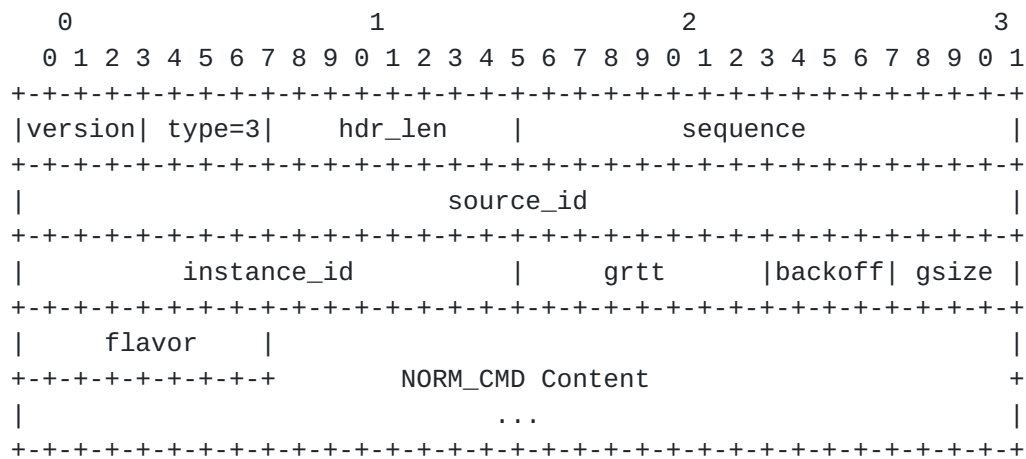 0                   1                   2                   3
0 1 2 3 4 5 6 7 8 9 0 1 2 3 4 5 6 7 8 9 0 1 2 3 4 5 6 7 8 9 0 1
+-+-+-+-+-+-+-+-+-+-+-+-+-+-+-+-+-+-+-+-+-+-+-+-+-+-+-+-+-+-+-+-+
|version| type=3|    hdr_len    |          sequence             |
+-+-+-+-+-+-+-+-+-+-+-+-+-+-+-+-+-+-+-+-+-+-+-+-+-+-+-+-+-+-+-+-+
|                           source_id                           |
+-+-+-+-+-+-+-+-+-+-+-+-+-+-+-+-+-+-+-+-+-+-+-+-+-+-+-+-+-+-+-+-+
|          instance_id          |     grtt      |backoff| gsize |
+-+-+-+-+-+-+-+-+-+-+-+-+-+-+-+-+-+-+-+-+-+-+-+-+-+-+-+-+-+-+-+-+
|     flavor    |                                               |
+-+-+-+-+-+-+-+-+        NORM_CMD Content                       +
|                              ...                              |
+-+-+-+-+-+-+-+-+-+-+-+-+-+-+-+-+-+-+-+-+-+-+-+-+-+-+-+-+-+-+-+-+